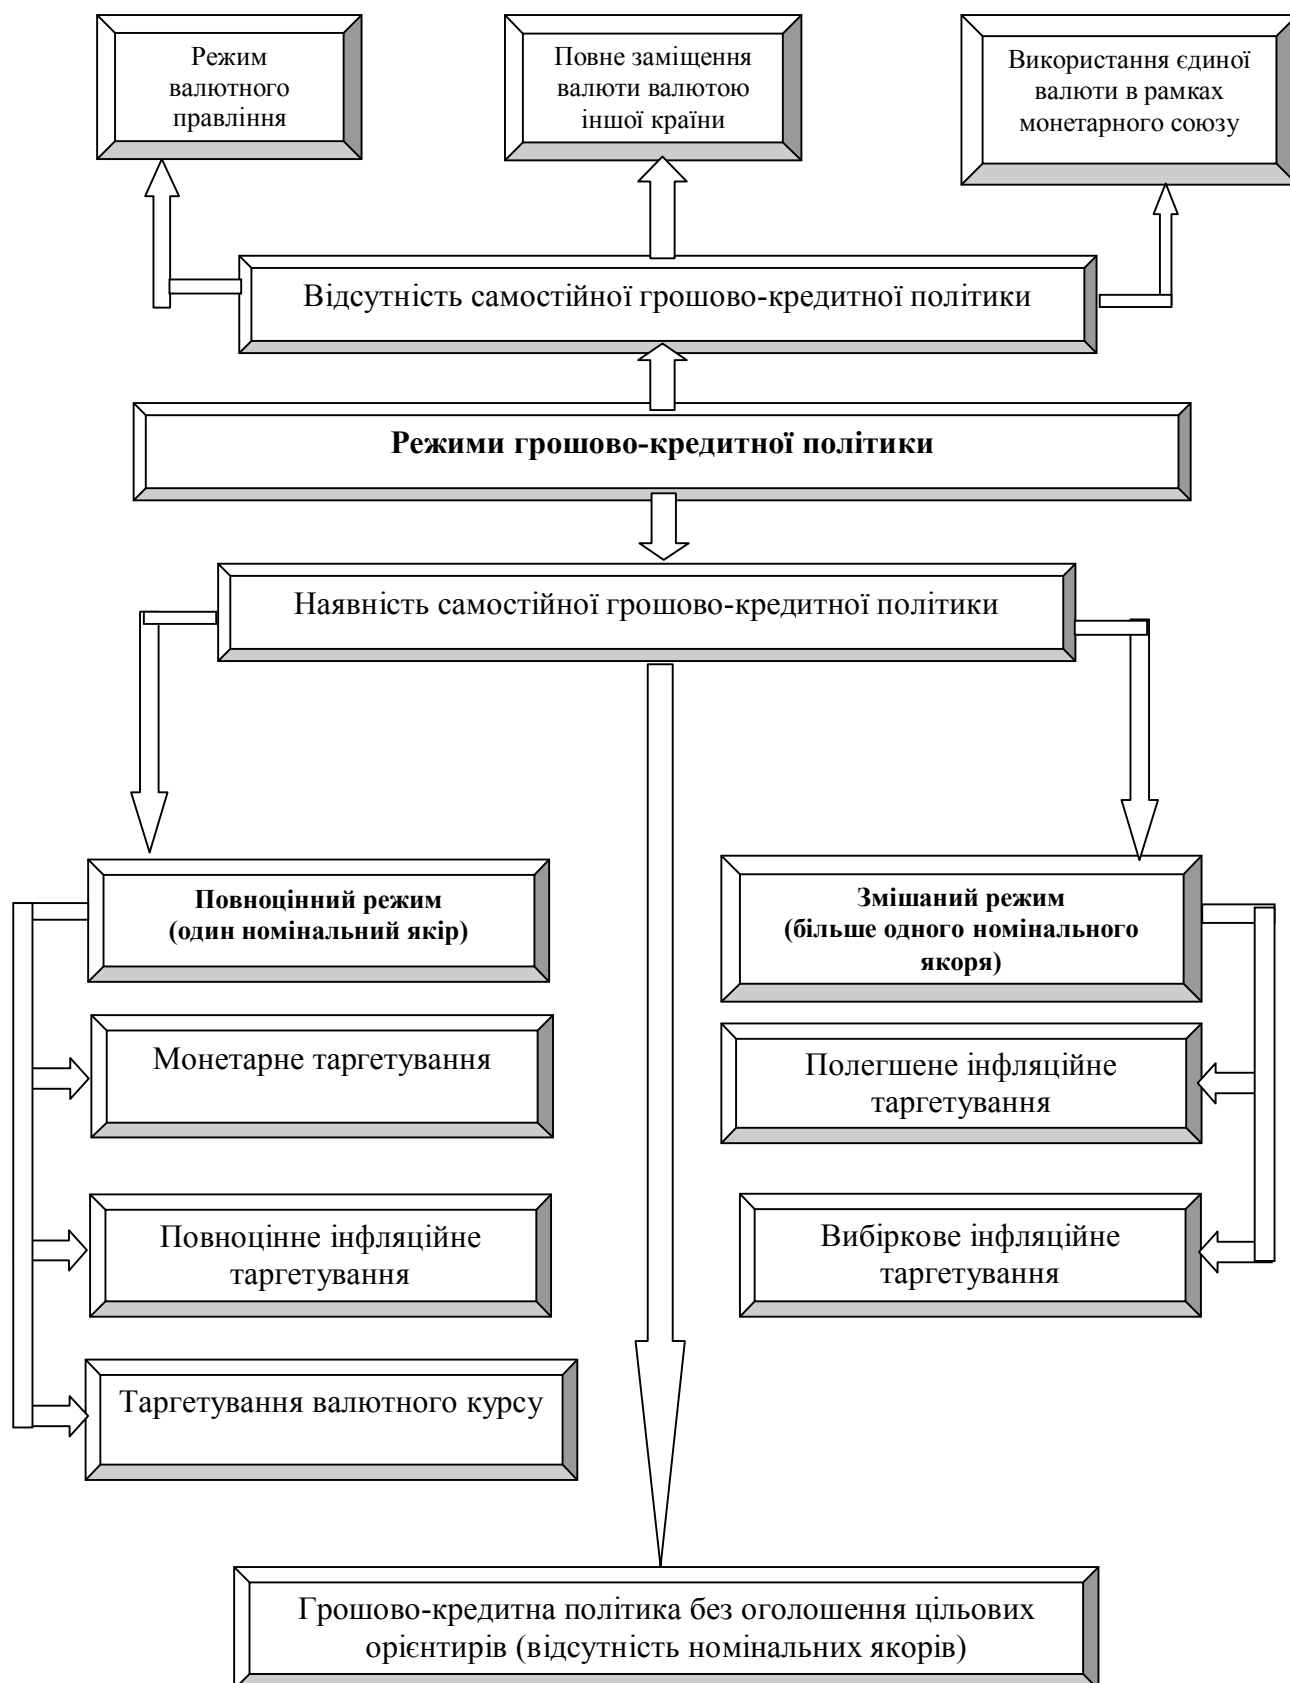 Режим
валютного
правління
Повне заміщення
валюти валютою
іншої країни
Використання єдиної
валюти в рамках
монетарного союзу
Відсутність самостійної грошово-кредитної політики
Режими грошово-кредитної політики
Наявність самостійної грошово-кредитної політики
Повноцінний режим
(один номінальний якір)
Змішаний режим
(більше одного номінального
якоря)
Монетарне таргетування
Полегшене інфляційне
таргетування
Повноцінне інфляційне
таргетування
Вибіркове інфляційне
таргетування
Таргетування валютного курсу
Грошово-кредитна політика без оголошення цільових
орієнтирів (відсутність номінальних якорів)